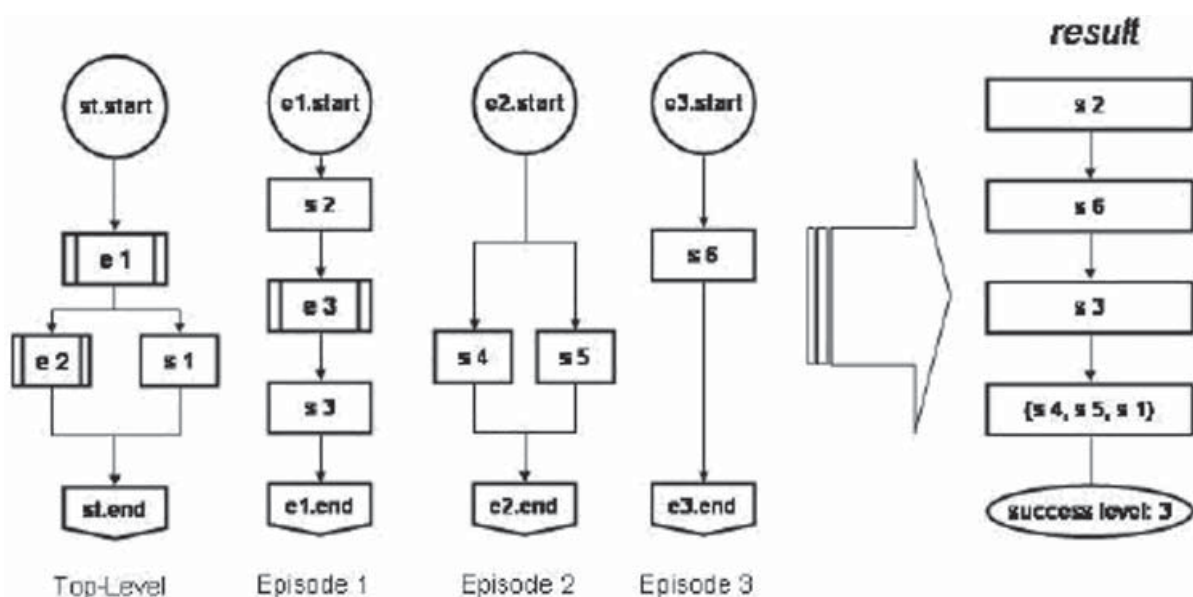 result
st.start
e1.start
e2.start
e3.start
s 2
s 2
s 6
e 1
s 6
e 3
s 3
e 2
s 1
s 4
s 5
s 3
{s 4, s 5, s 1}
st.end
e1.end
e2.end
e3.end
success level: 3
Top-Level
Episode 1
Episode 2
Episode 3